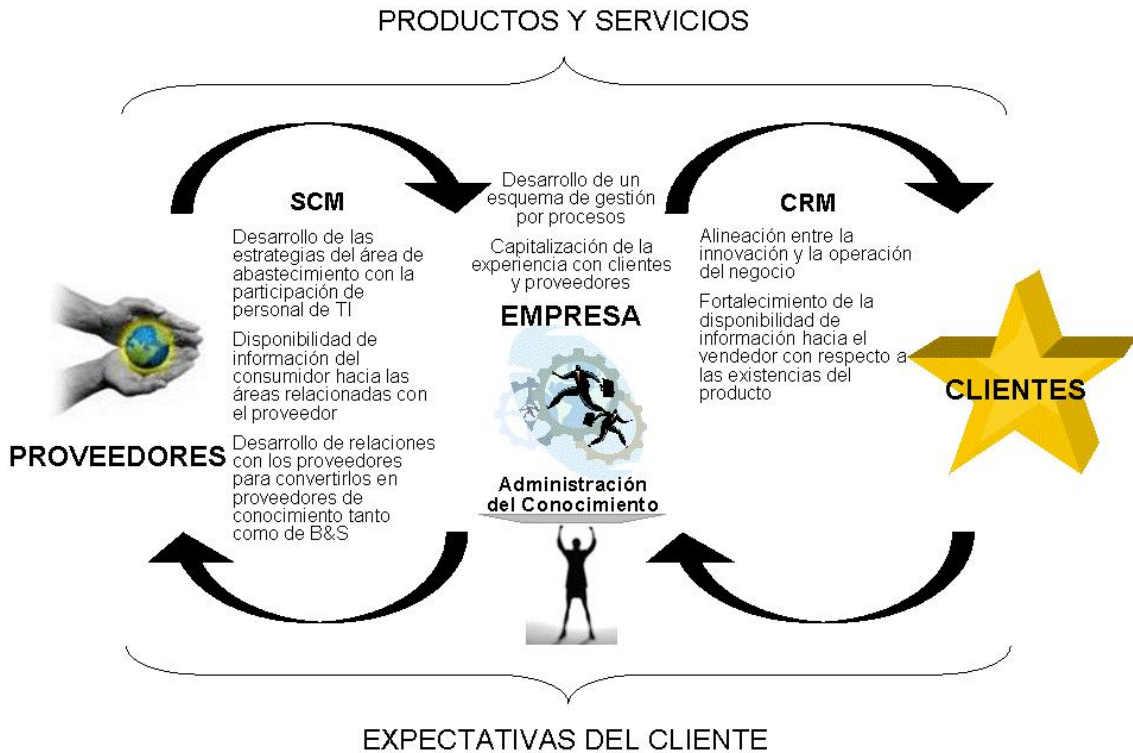 PRODUCTOS Y SERVICIOS
SCM
Desarrollo de las
estrategias del área de
abastecimiento con la
participación de
personal de TI
Disponibilidad de
información del
consumidor hacia las
áreas relacionadas con
el proveedor
Desarrollo de relaciones
con los proveedores
para convertirlos en
proveedores de
conocimiento tanto
como de B&S
PROVEEDORES
Desarrollo de un
esquema de gestión
por procesos
Capitalización de la
experiencia con clientes
y proveedores
EMPRESA
Administración
del Conocimiento
CRM
Alineación entre la
innovación y la operación
del negocio
Fortalecimiento de la
disponibilidad de
información hacia el
vendedor con respecto a
las existencias del
producto
CLIENTES
EXPECTATIVAS DEL CLIENTE